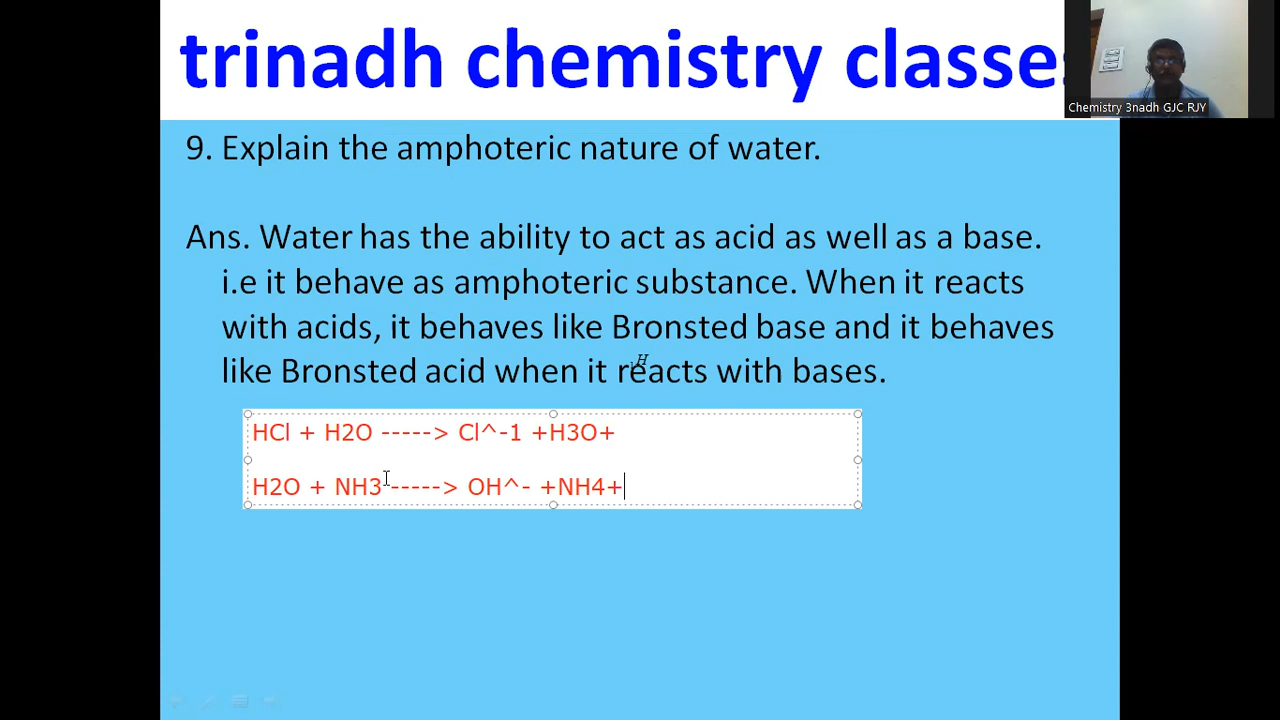 trinadh chemistry classes
Chemistry 3nadh GJC RJY
9. Explain the amphoteric nature of water.
Ans. Water has the ability to act as acid as well as a base.
i.e it behave as amphoteric substance. When it reacts
with acids, it behaves like Bronsted base and it behaves
like Bronsted acid when it reacts with bases.
HCl + H2O -----> Cl^-1 +H3O+
H2O + NH3 -----> OH^- +NH4+